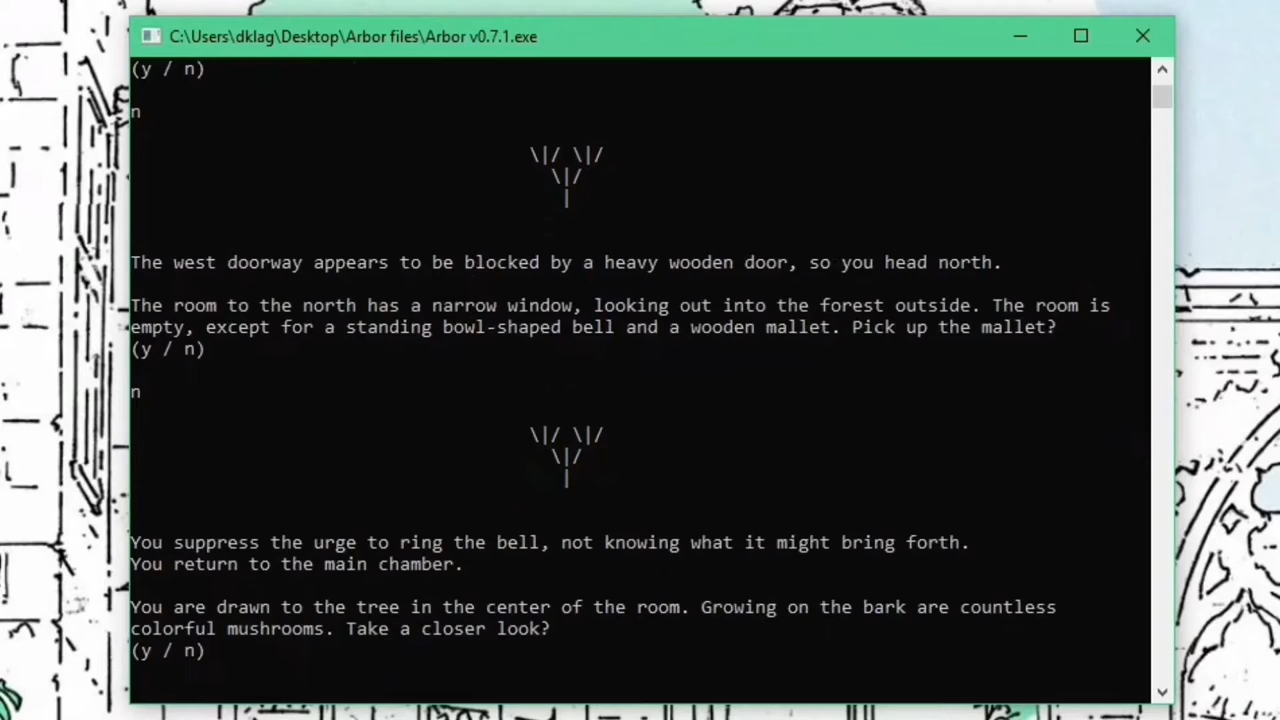 C:\Users\dklag\Desktop\Arbor files\Arbor v0.7.1.exe
(y / n)
n
\|/ \|/
\|/
|
The west doorway appears to be blocked by a heavy wooden door, so you head north.
The room to the north has a narrow window, looking out into the forest outside. The room is
empty, except for a standing bowl-shaped bell and a wooden mallet. Pick up the mallet?
(y / n)
n
\|/ \|/
\|/
|
You suppress the urge to ring the bell, not knowing what it might bring forth.
You return to the main chamber.
You are drawn to the tree in the center of the room. Growing on the bark are countless
colorful mushrooms. Take a closer look?
(y / n)